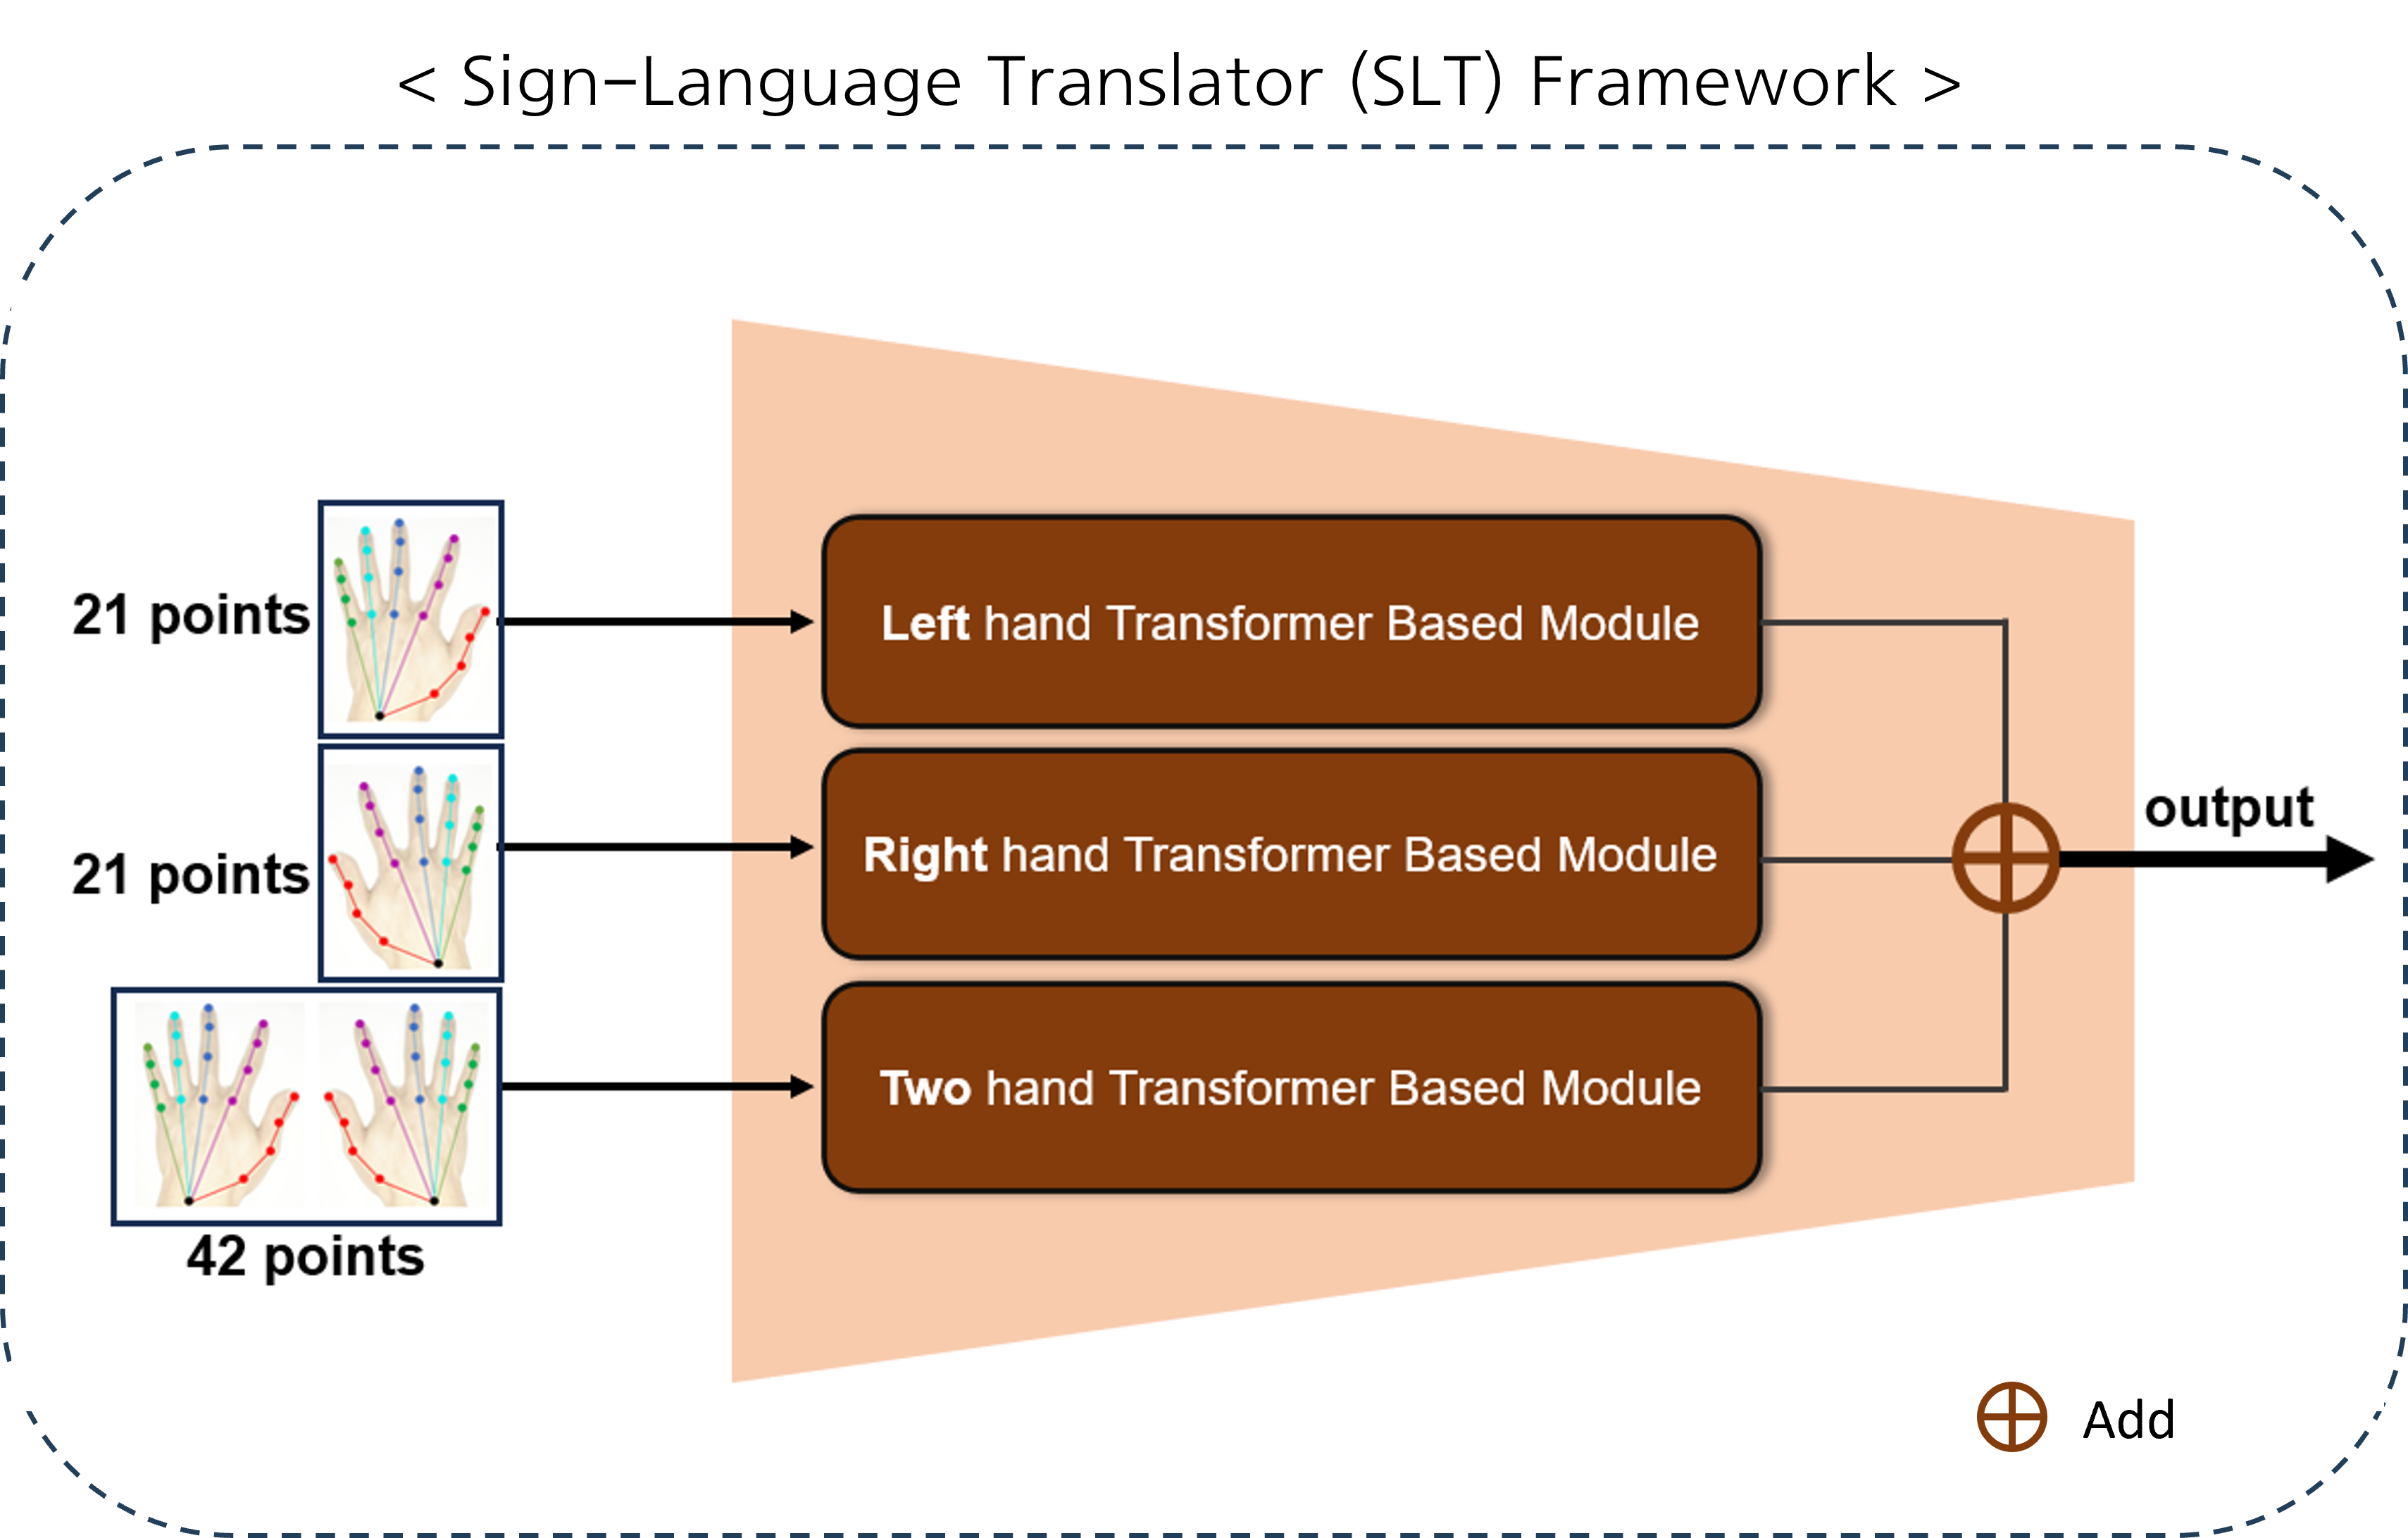 < Sign-Language Translator (SLT) Framework >
21 points
Left hand Transformer Based Module
21 points
Right hand Transformer Based Module
output
Two hand Transformer Based Module
42 points
Add